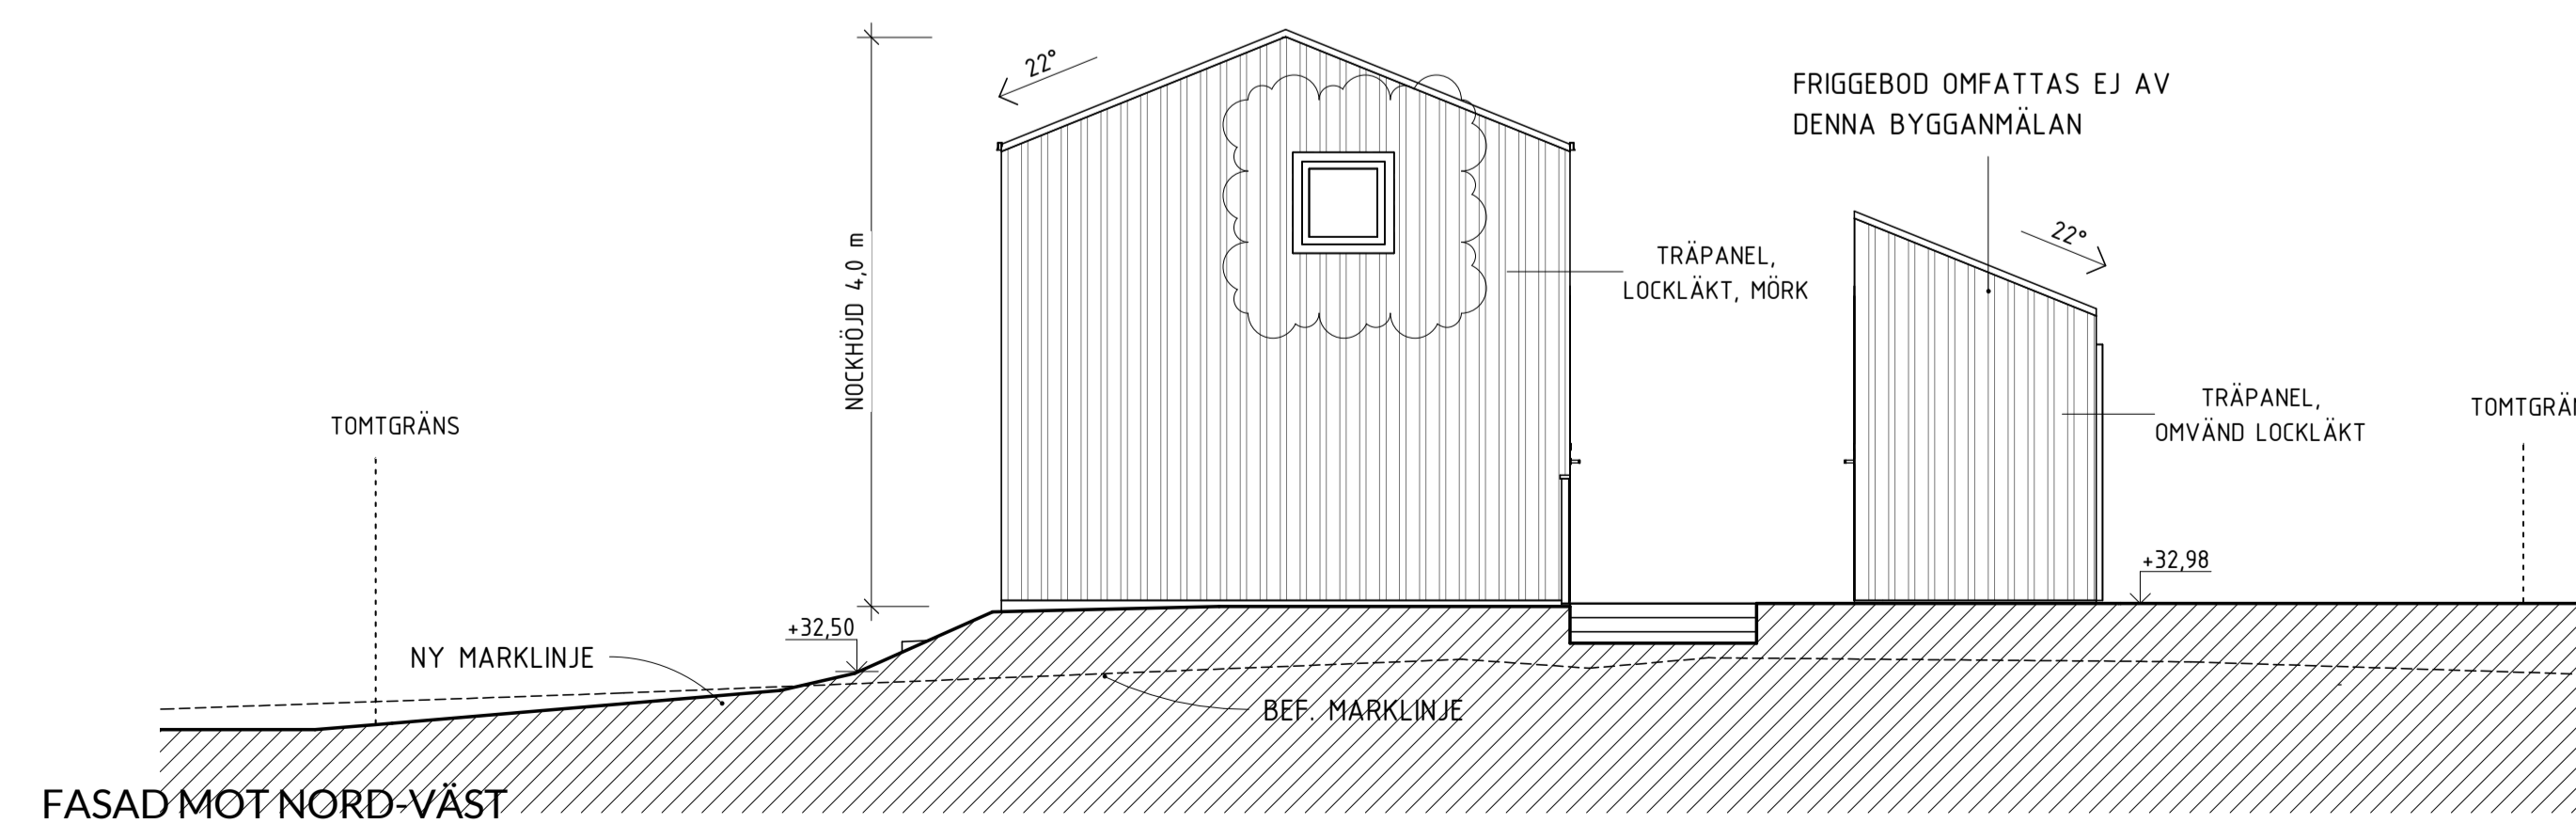 22°
FRIGGEBOD OMFATTAS EJ AV
DENNA BYGGANMÄLAN
22°
NOCKHÖJD 4,0 m
TRÄPANEL,
LOCKLÄKT, MÖRK
TOMTGRÄNS
TRÄPANEL,
OMVÄND LOCKLÄKT
TOMTGRÄN
+32,98
+32,50
NY MARKLINJE
BEF. MARKLINJE
FASAD MOT NORD-VÄST